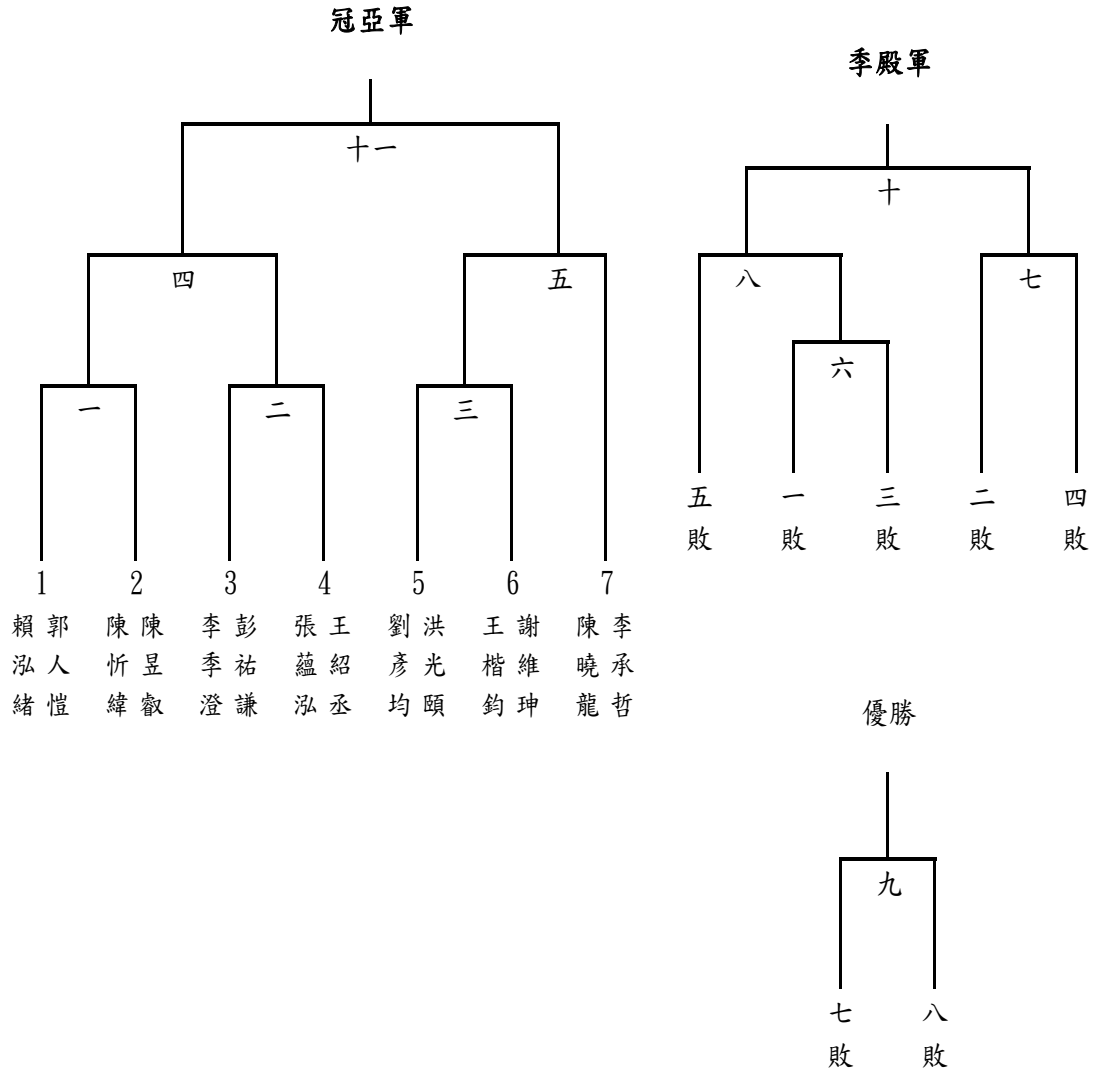 冠亞軍
季殿軍
十一
十
四
五
八
七
六
一
二
三
五敗
一敗
三敗
二敗
四敗
1
2
3
4
5
6
7
賴泓緒
郭人愷
陳忻緯
陳昱叡
李季澄
彭祐謙
張蘊泓
王紹丞
劉彥均
洪光頤
王楷鈞
謝維珅
陳曉龍
李承哲
優勝
九
七敗
八敗